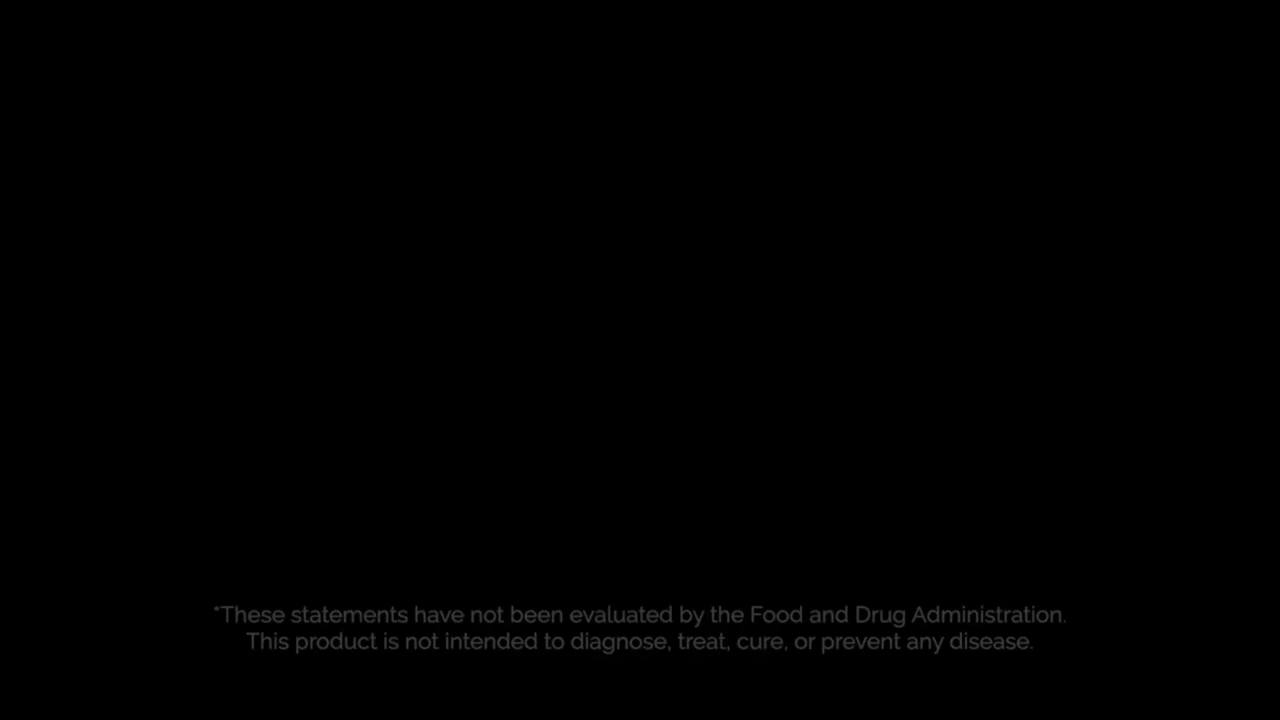 *These statements have not been evaluated by the Food and Drug Administration.
This product is not intended to diagnose, treat, cure, or prevent any disease.